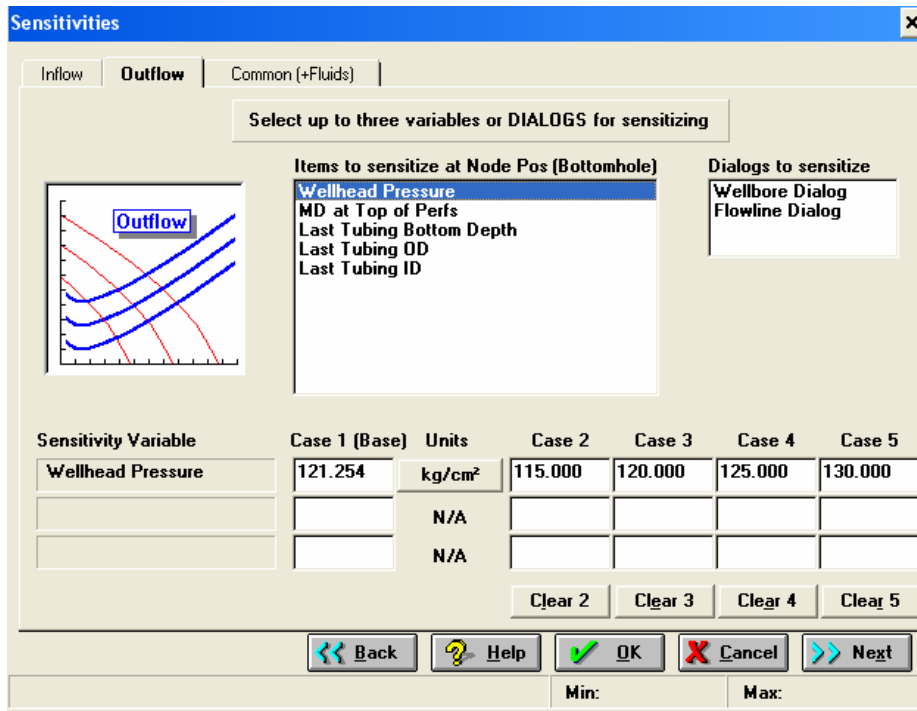 Sensitivities
Inflow Outflow Common (+Fluids)
Select up to three variables or DIALOGS for sensitizing
Items to sensitize at Node Pos (Bottomhole)
Wellhead Pressure
MD at Top of Perfs
Last Tubing Bottom Depth
Last Tubing OD
Last Tubing ID
Dialogs to sensitize
Wellbore Dialog
Flowline Dialog
Outflow
Sensitivity Variable Case 1 (Base) Units Case 2 Case 3 Case 4 Case 5
Wellhead Pressure 121.254 kg/cm² 115.000 120.000 125.000 130.000
N/A
N/A
Clear 2 Clear 3 Clear 4 Clear 5
Back Help OK Cancel Next
Min: Max: